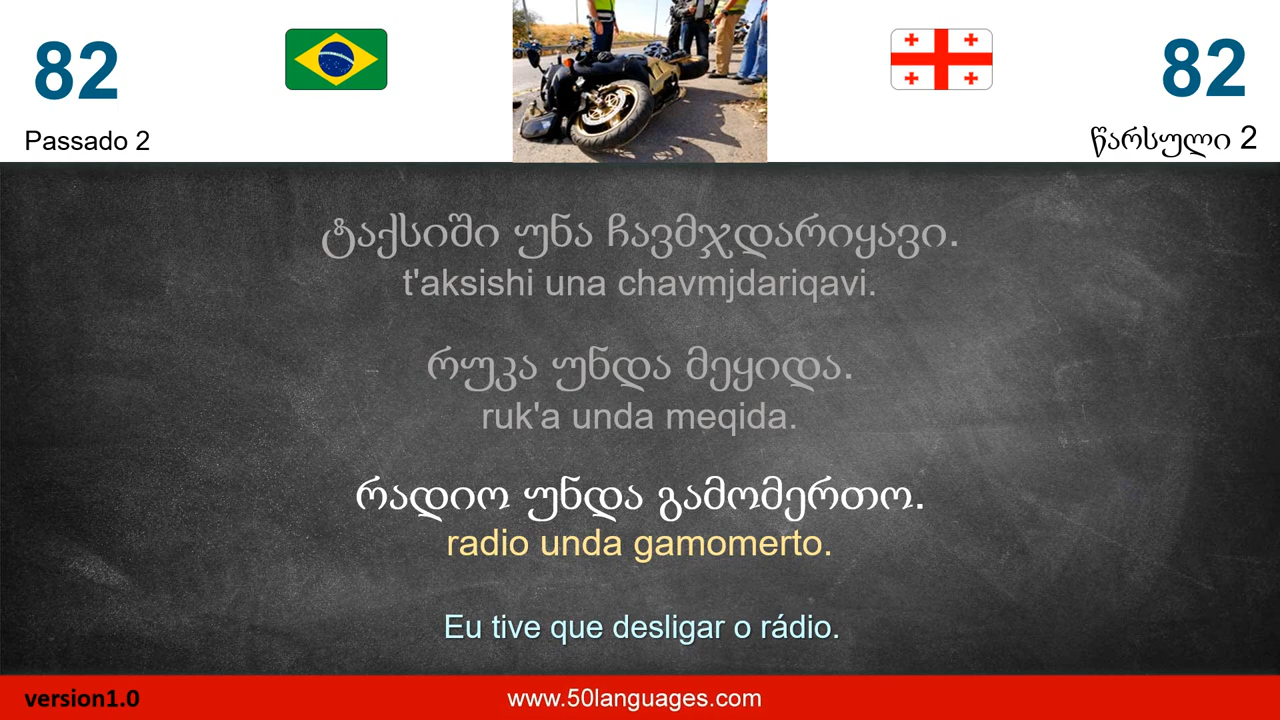 82
82
Passado 2
წარსული 2
ტაქსიში უნა ჩავმჯდარიყავი.
t'aksishi una chavmjdariqavi.
რუკა უნდა მეყიდა.
ruk'a unda meqida.
რადიო უნდა გამომერთო.
radio unda gamomerto.
Eu tive que desligar o rádio.
version1.0
www.50languages.com